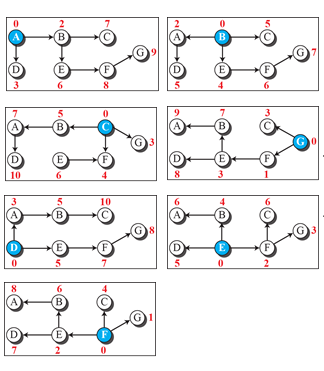 0 2 7
A B C
G 9
D E F
3 6 8
2 0 5
A B C
G 7
D E F
5 4 6
7 5 0
A B C
G 3
D E F
10 6 4
9 7 3
A B C
G 0
D E F
8 3 1
3 5 10
A B C
G 8
D E F
0 5 7
6 4 6
A B C
G 3
D E F
5 0 2
8 6 4
A B C
G 1
D E F
7 2 0